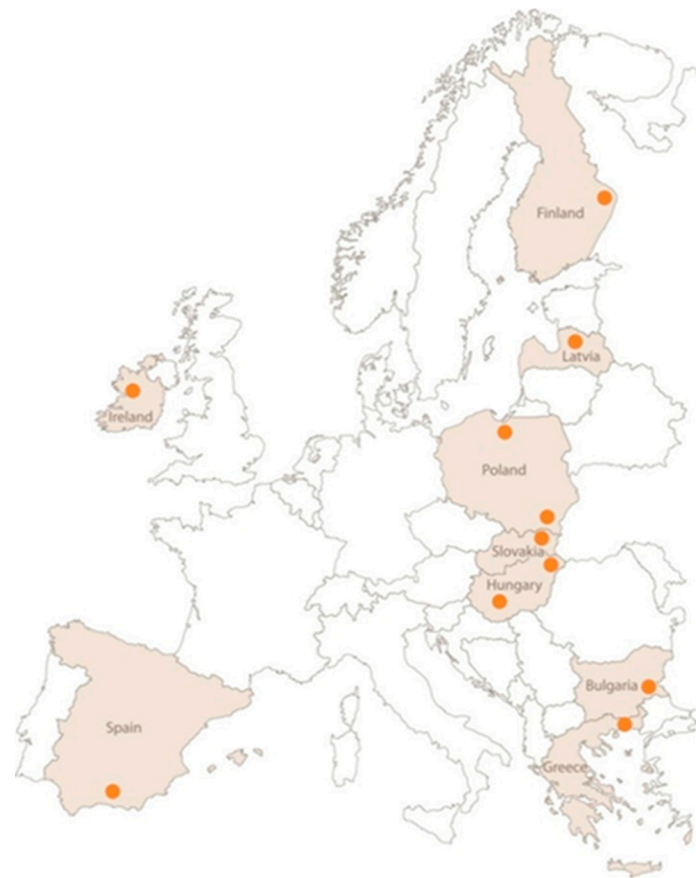 Finland
Latvia
Ireland
Poland
Slovakia
Hungary
Bulgaria
Spain
Greece